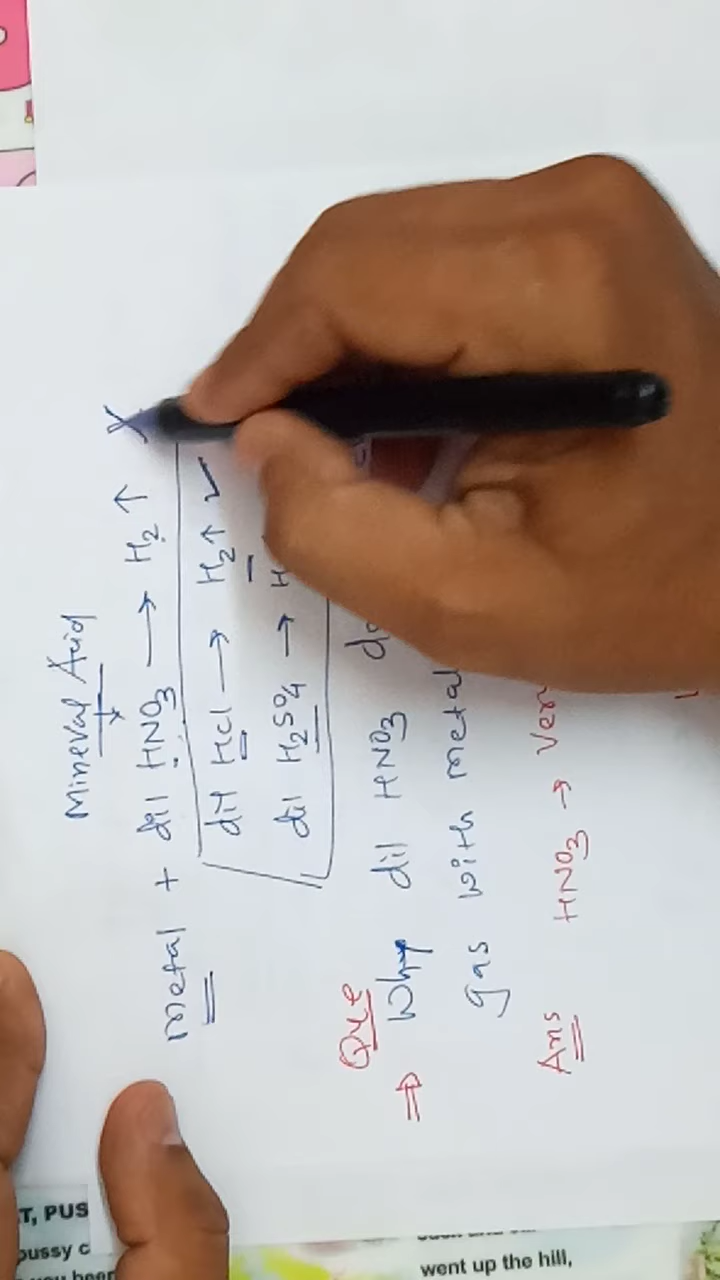 Mineral Acid
↓
metal + dil HNO3 → H2 ↑ ✗
dil HCl → H2 ↑ ✓
dil H2SO4 → H
Que
⇒ Why dil HNO3
gas with metal
Ans HNO3 →
T, PUS
pussy c
went up the hill,